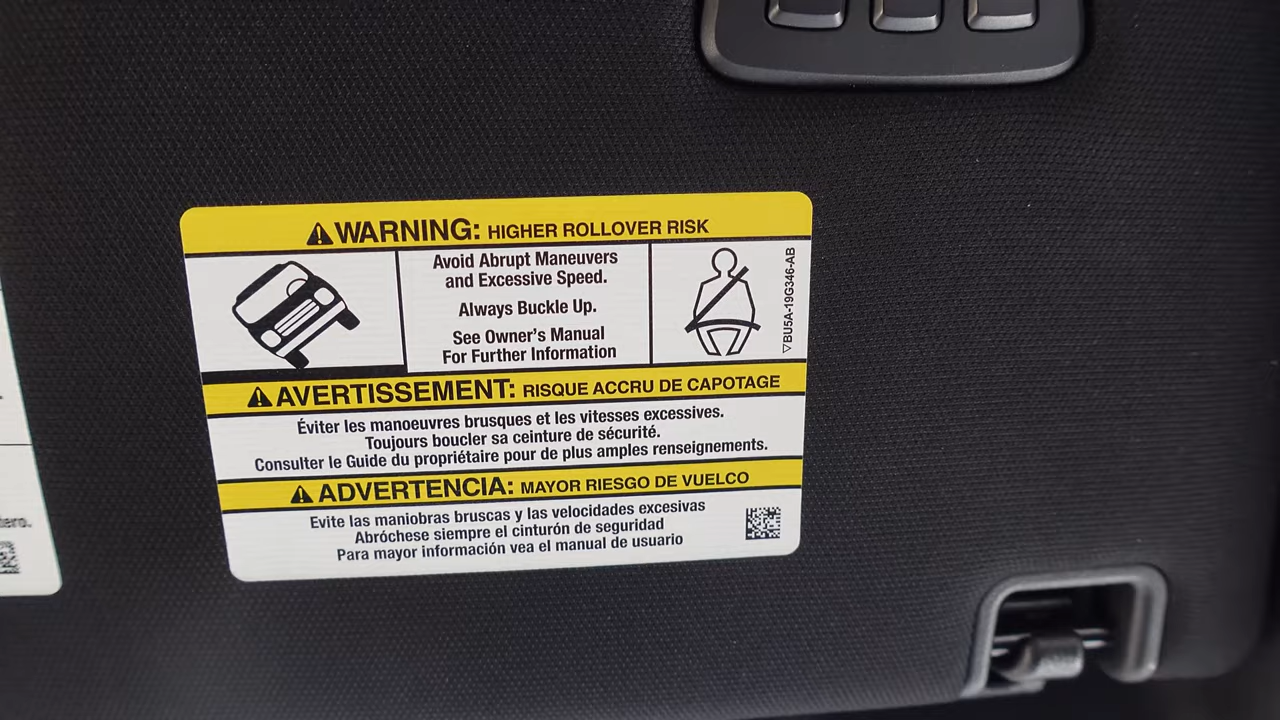 WARNING: HIGHER ROLLOVER RISK
Avoid Abrupt Maneuvers
and Excessive Speed.
Always Buckle Up.
See Owner's Manual
For Further Information
▽BU5A-19G346-AB
AVERTISSEMENT: RISQUE ACCRU DE CAPOTAGE
Éviter les manoeuvres brusques et les vitesses excessives.
Toujours boucler sa ceinture de sécurité.
Consulter le Guide du propriétaire pour de plus amples renseignements.
ADVERTENCIA: MAYOR RIESGO DE VUELCO
Evite las maniobras bruscas y las velocidades excesivas
Abróchese siempre el cinturón de seguridad
Para mayor información vea el manual de usuario